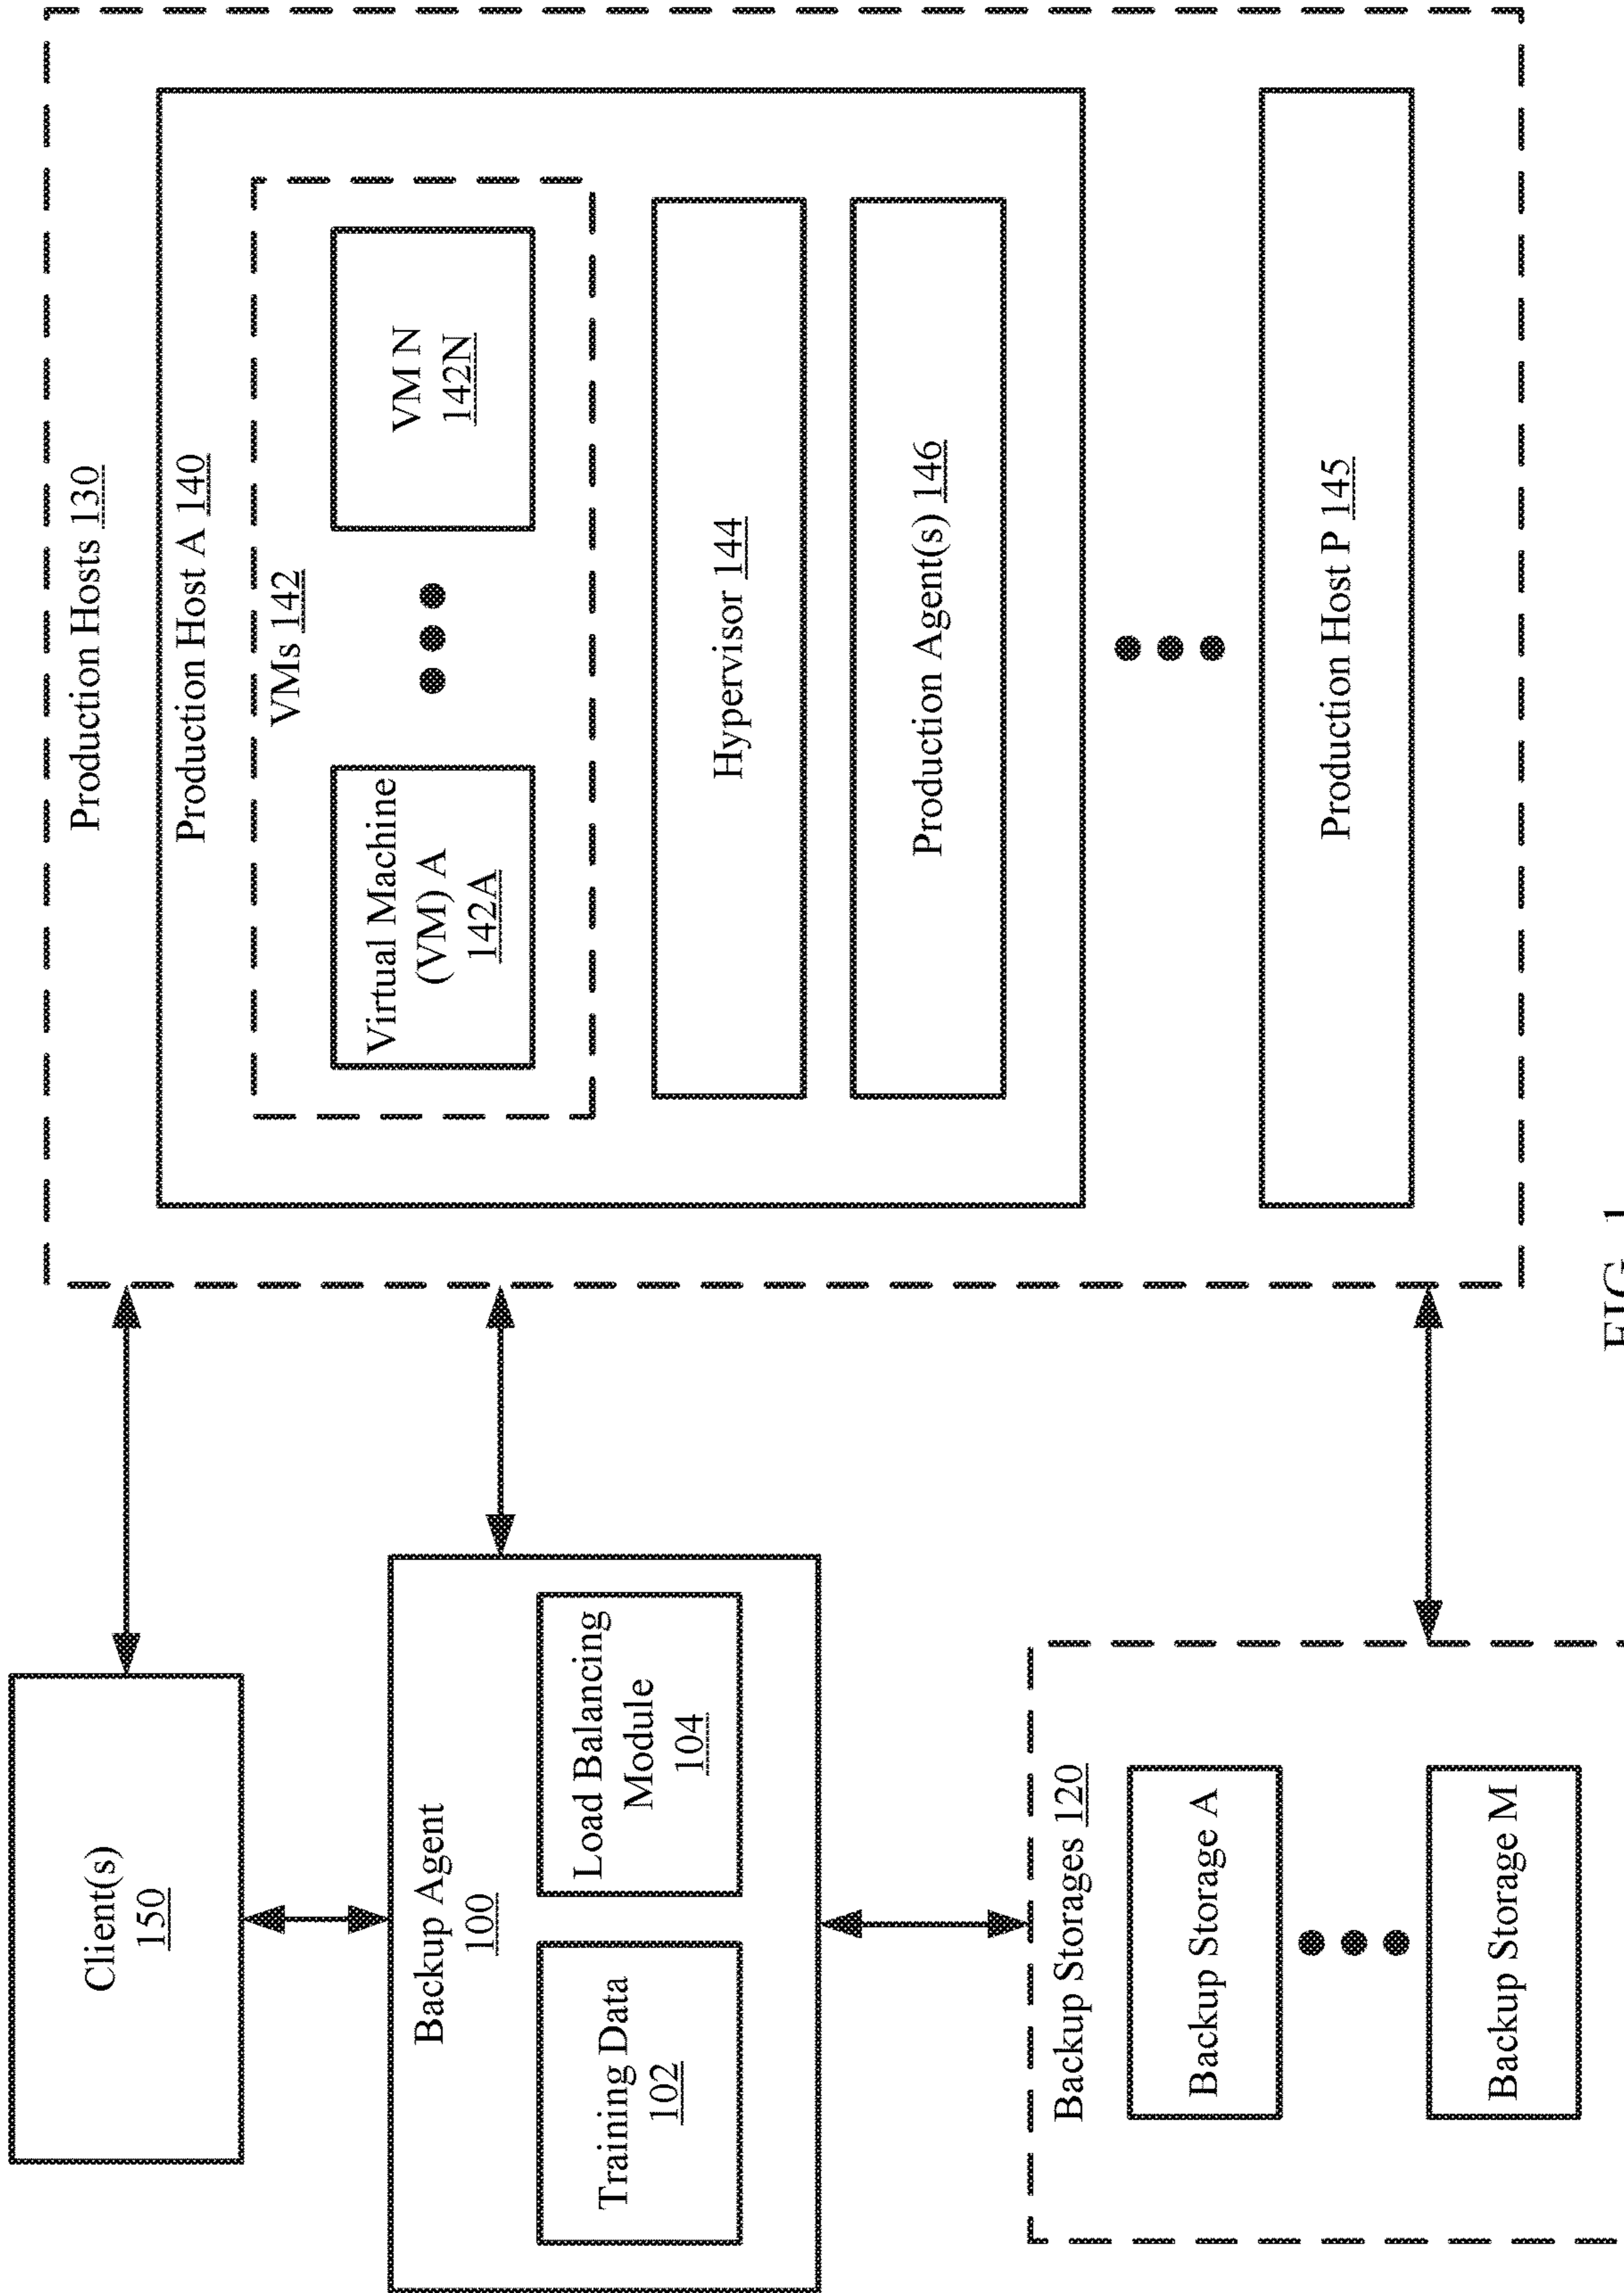 Client(s)
150
Backup Agent
100
Training Data
102
Load Balancing
Module
104
Backup Storages 120
Backup Storage A
Backup Storage M
Production Hosts 130
Production Host A 140
VMs 142
Virtual Machine
(VM) A
142A
VM N
142N
Hypervisor 144
Production Agent(s) 146
Production Host P 145
FIG. 1